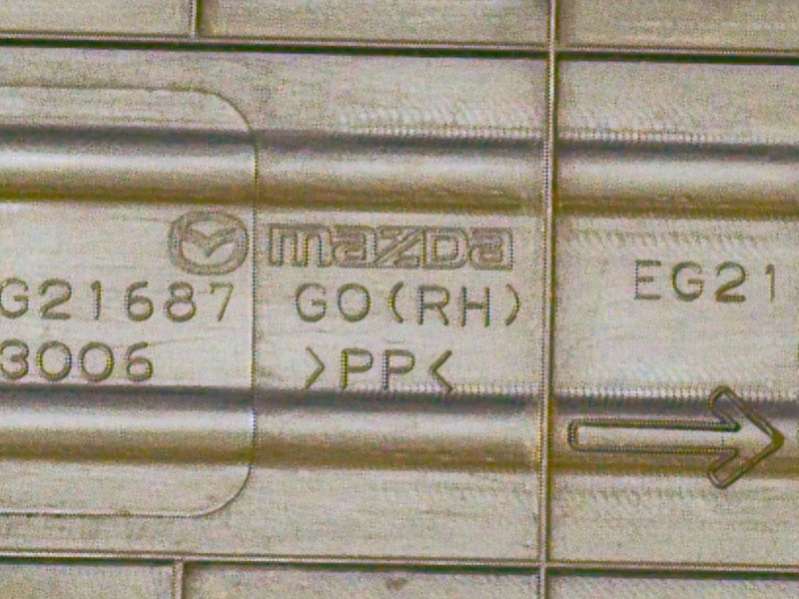 mazda
G21687 GO(RH)
3006 >PP<
EG21